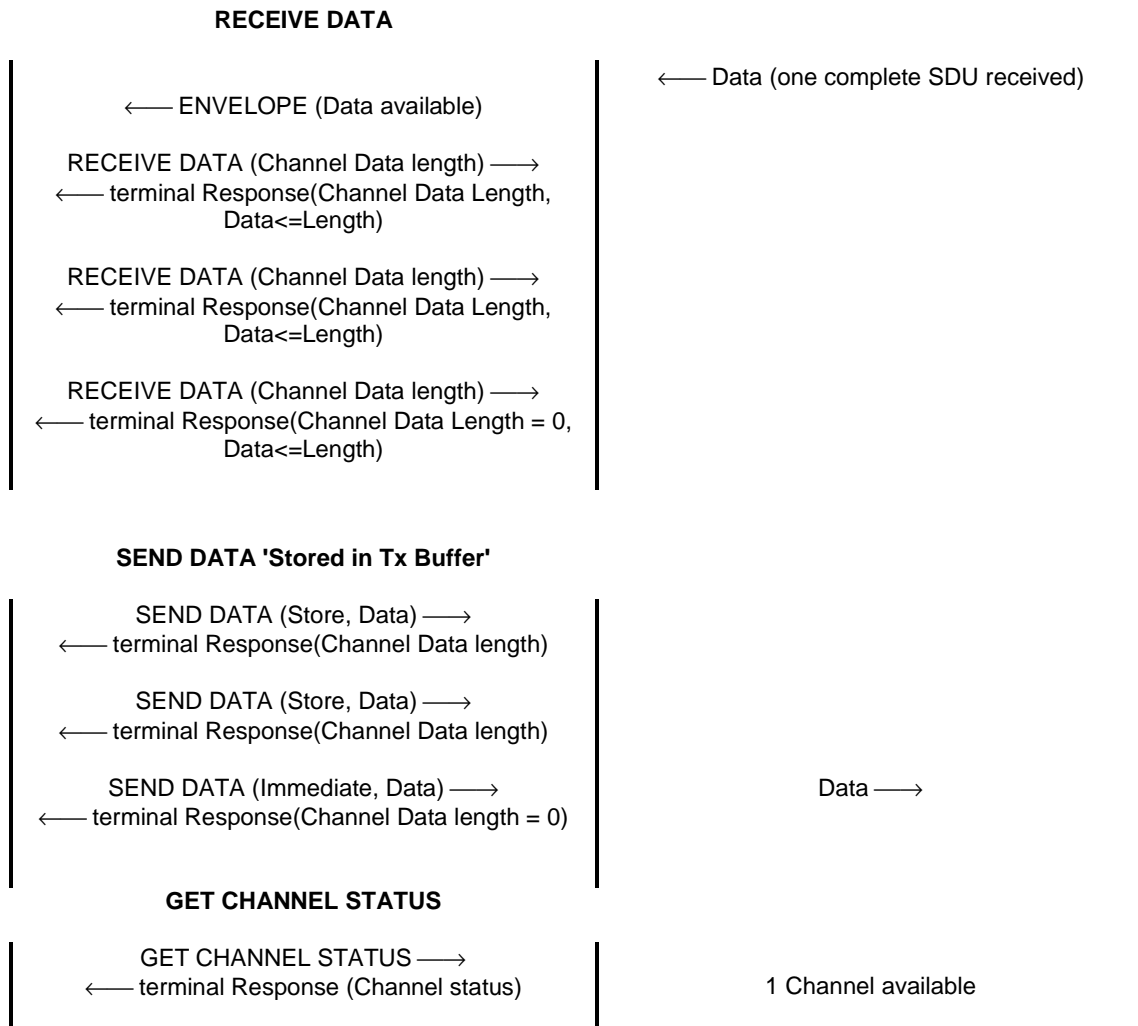 RECEIVE DATA
←── Data (one complete SDU received)
←── ENVELOPE (Data available)
RECEIVE DATA (Channel Data length) ──→
←── terminal Response(Channel Data Length,
Data<=Length)
RECEIVE DATA (Channel Data length) ──→
←── terminal Response(Channel Data Length,
Data<=Length)
RECEIVE DATA (Channel Data length) ──→
←── terminal Response(Channel Data Length = 0,
Data<=Length)
SEND DATA 'Stored in Tx Buffer'
SEND DATA (Store, Data) ──→
←── terminal Response(Channel Data length)
SEND DATA (Store, Data) ──→
←── terminal Response(Channel Data length)
SEND DATA (Immediate, Data) ──→ Data ──→
←── terminal Response(Channel Data length = 0)
GET CHANNEL STATUS
GET CHANNEL STATUS ──→
←── terminal Response (Channel status) 1 Channel available